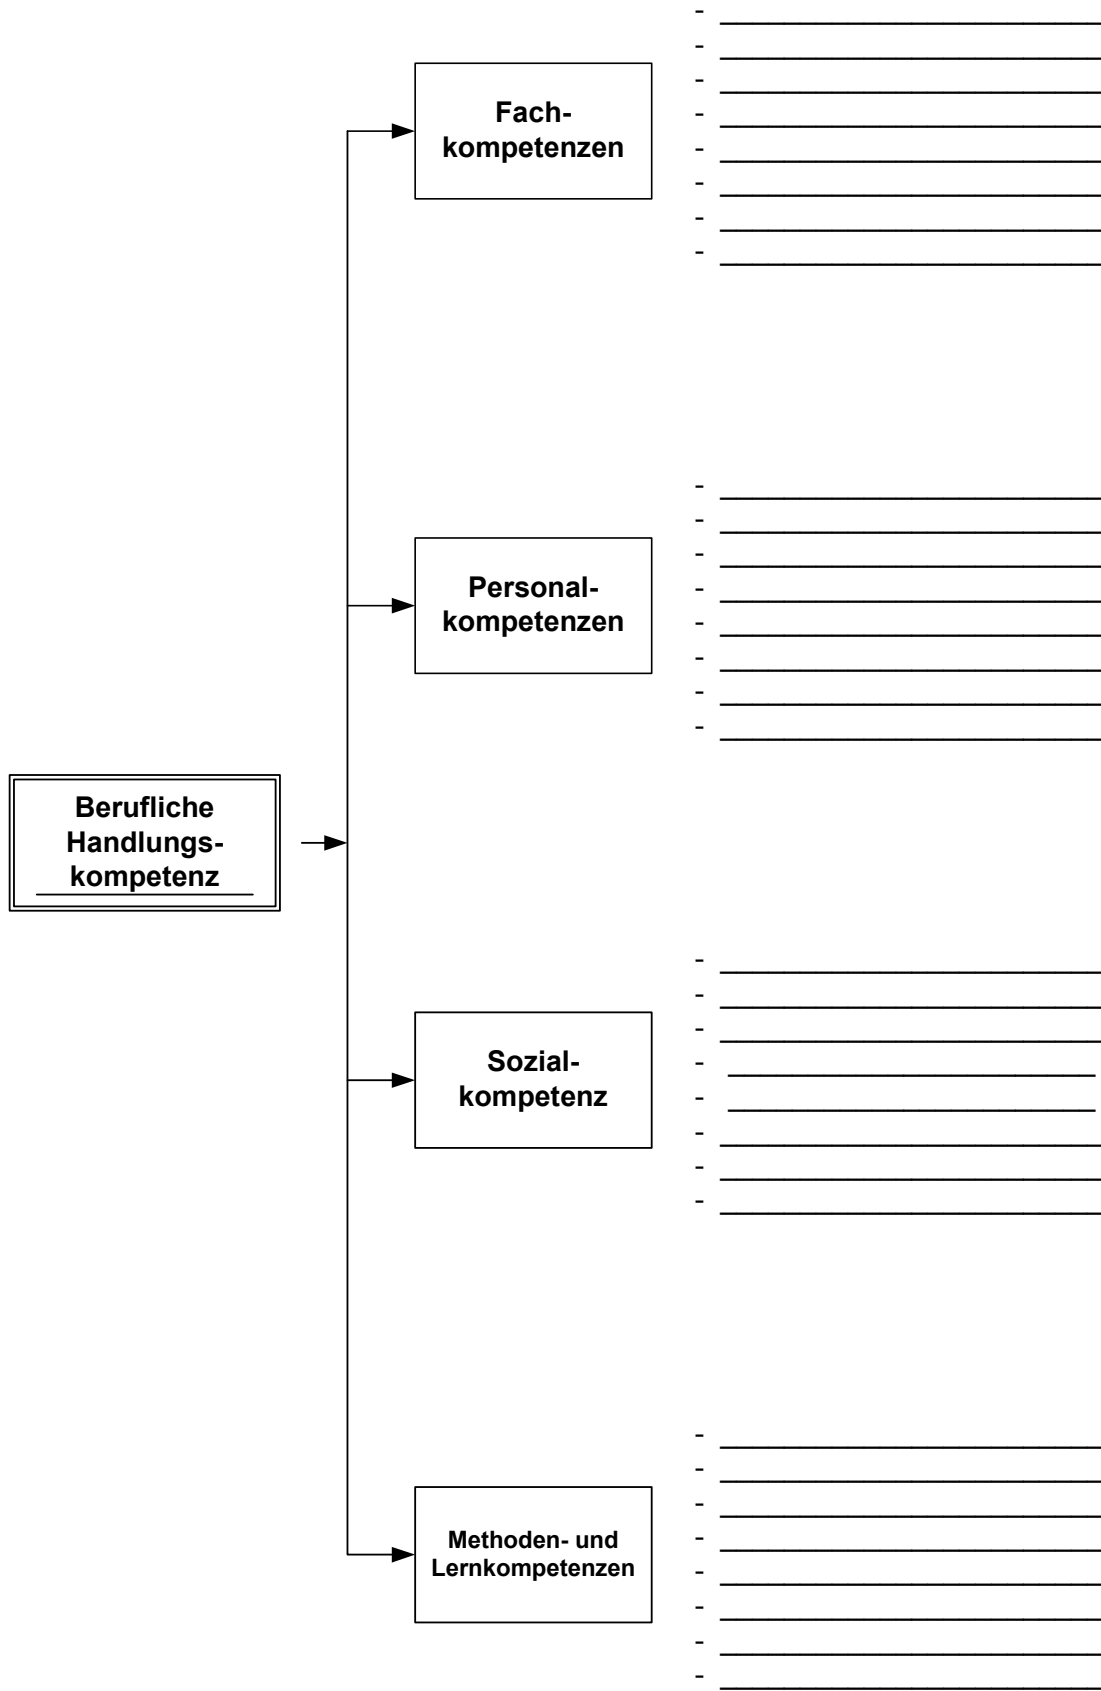 Fach-
kompetenzen
Personal-
kompetenzen
Berufliche
Handlungs-
kompetenz
Sozial-
kompetenz
Methoden- und
Lernkompetenzen